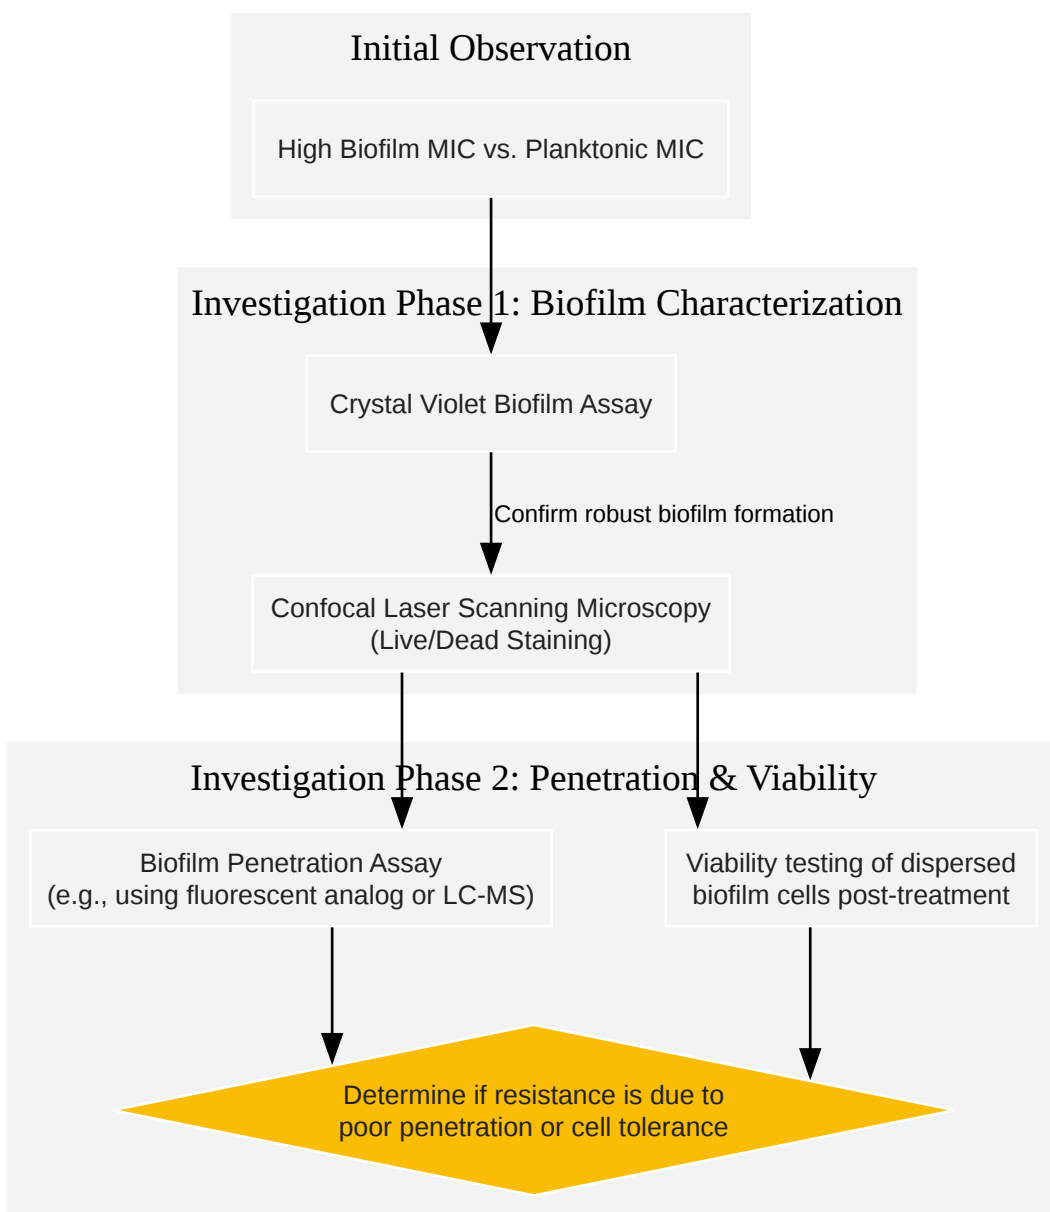 Initial Observation
High Biofilm MIC vs. Planktonic MIC
Investigation Phase 1: Biofilm Characterization
Crystal Violet Biofilm Assay
Confirm robust biofilm formation
Confocal Laser Scanning Microscopy
(Live/Dead Staining)
Investigation Phase 2: Penetration & Viability
Biofilm Penetration Assay
(e.g., using fluorescent analog or LC-MS)
Viability testing of dispersed
biofilm cells post-treatment
Determine if resistance is due to
poor penetration or cell tolerance